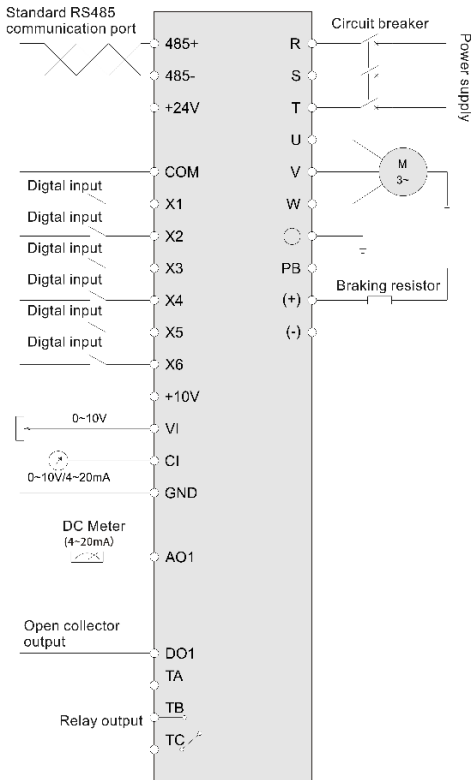 Standard RS485
communication port
485+
485-
+24V
COM
Digtal input
X1
Digtal input
X2
Digtal input
X3
Digtal input
X4
Digtal input
X5
Digtal input
X6
+10V
0~10V
VI
CI
0~10V/4~20mA
GND
DC Meter
(4~20mA)
AO1
Open collector
output
DO1
TA
TB
Relay output
TC
R
Circuit breaker
S
T
Power supply
U
V
M
3~
W
PB
Braking resistor
(+)
(-)